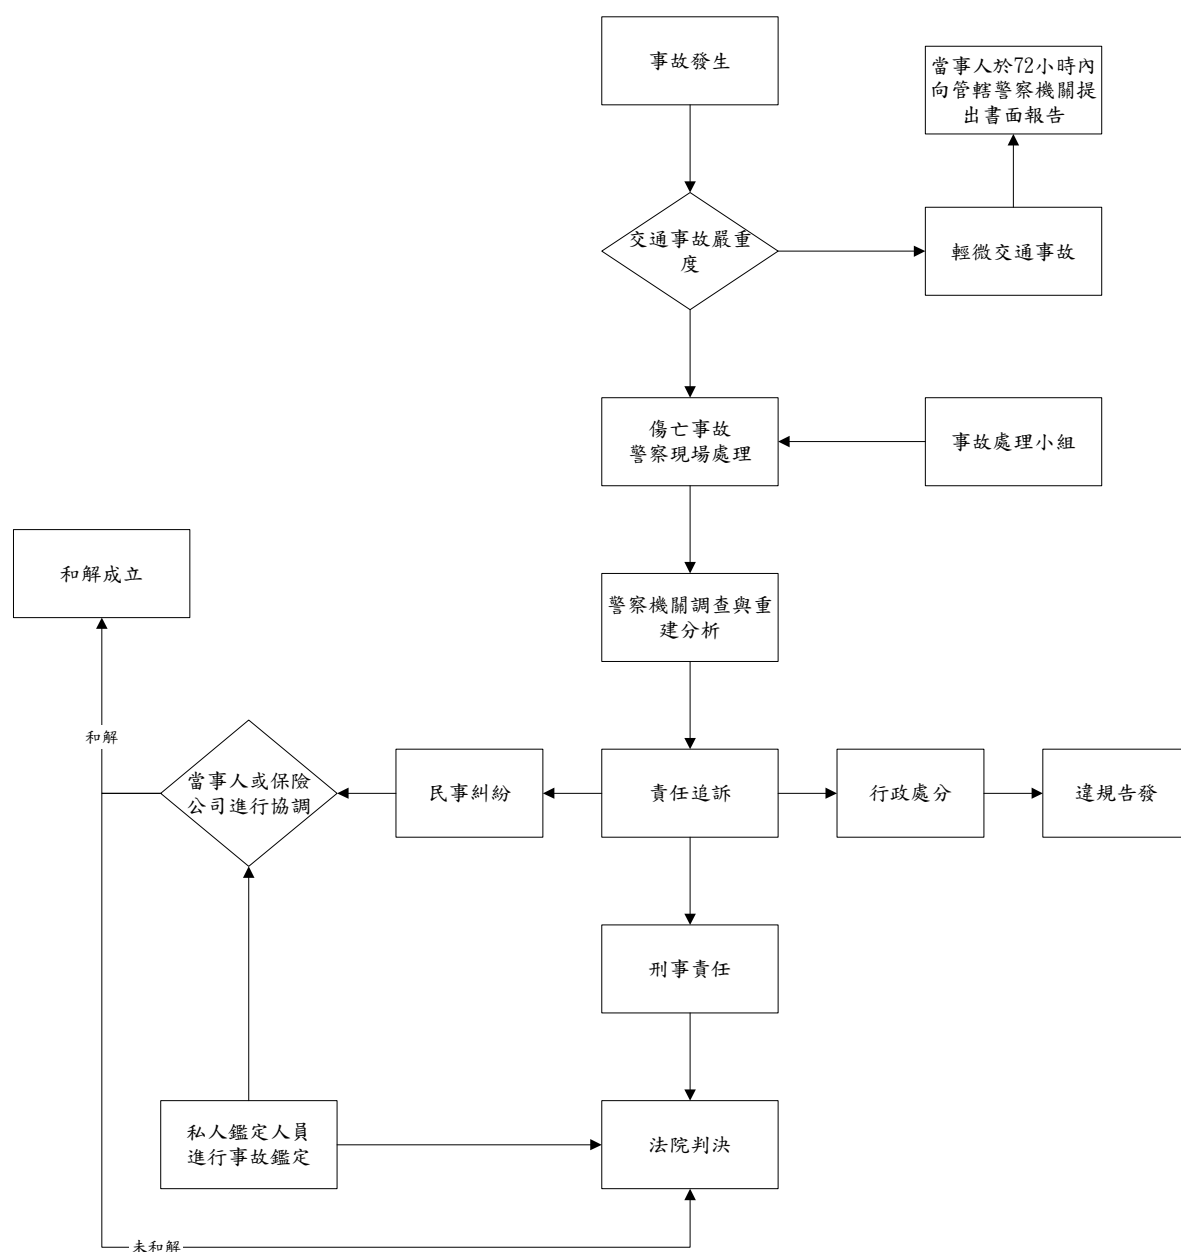 事故發生
當事人於72小時內
向管轄警察機關提
出書面報告
交通事故嚴重
度
輕微交通事故
傷亡事故
警察現場處理
事故處理小組
和解成立
警察機關調查與重
建分析
和解
當事人或保險
公司進行協調
民事糾紛
責任追訴
行政處分
違規告發
刑事責任
私人鑑定人員
進行事故鑑定
法院判決
未和解